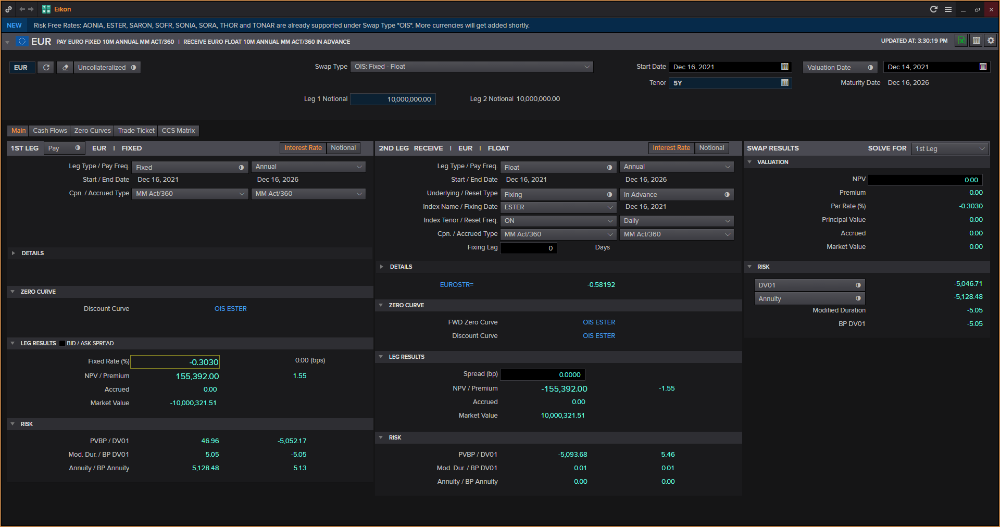 Eikon
NEW Risk Free Rates: AONIA, ESTER, SARON, SOFR, SONIA, SORA, THOR and TONAR are already supported under Swap Type "OIS". More currencies will get added shortly.
EUR PAY EURO FIXED 10M ANNUAL MM ACT/360 | RECEIVE EURO FLOAT 10M ANNUAL MM ACT/360 IN ADVANCE UPDATED AT: 3:30:19 PM
EUR Uncollateralized Swap Type OIS: Fixed - Float Start Date Dec 16, 2021 Valuation Date Dec 14, 2021
Tenor 5Y Maturity Date Dec 16, 2026
Leg 1 Notional 10,000,000.00 Leg 2 Notional 10,000,000.00
Main Cash Flows Zero Curves Trade Ticket CCS Matrix
1ST LEG Pay EUR | FIXED Interest Rate Notional
Leg Type / Pay Freq. Fixed Annual
Start / End Date Dec 16, 2021 Dec 16, 2026
Cpn. / Accrued Type MM Act/360 MM Act/360
DETAILS
ZERO CURVE
Discount Curve OIS ESTER
LEG RESULTS BID / ASK SPREAD
Fixed Rate (%) -0.3030 0.00 (bps)
NPV / Premium 155,392.00 1.55
Accrued 0.00
Market Value -10,000,321.51
RISK
PVBP / DV01 46.96 -5,052.17
Mod. Dur. / BP DV01 5.05 -5.05
Annuity / BP Annuity 5,128.48 5.13
2ND LEG RECEIVE | EUR | FLOAT Interest Rate Notional
Leg Type / Pay Freq. Float Annual
Start / End Date Dec 16, 2021 Dec 16, 2026
Underlying / Reset Type Fixing In Advance
Index Name / Fixing Date ESTER Dec 16, 2021
Index Tenor / Reset Freq. ON Daily
Cpn. / Accrued Type MM Act/360 MM Act/360
Fixing Lag 0 Days
DETAILS
EUROSTR= -0.58192
ZERO CURVE
FWD Zero Curve OIS ESTER
Discount Curve OIS ESTER
LEG RESULTS
Spread (bp) 0.0000
NPV / Premium -155,392.00 -1.55
Accrued 0.00
Market Value 10,000,321.51
RISK
PVBP / DV01 -5,093.68 5.46
Mod. Dur. / BP DV01 0.01 0.01
Annuity / BP Annuity 0.00 0.00
SWAP RESULTS SOLVE FOR 1st Leg
VALUATION
NPV 0.00
Premium 0.00
Par Rate (%) -0.3030
Principal Value 0.00
Accrued 0.00
Market Value 0.00
RISK
DV01 -5,046.71
Annuity -5,128.48
Modified Duration -5.05
BP DV01 -5.05